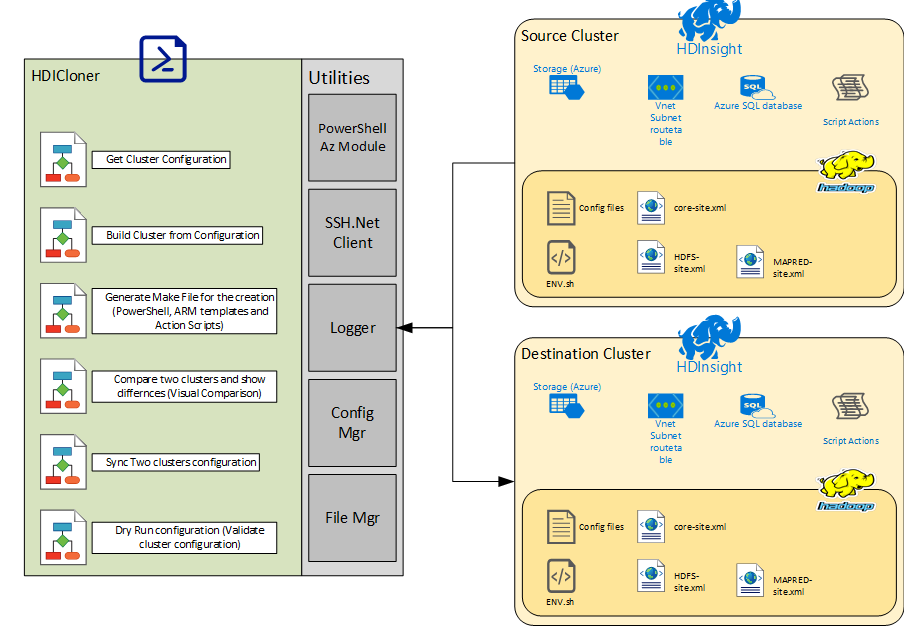 HDICloner
Utilities
Get Cluster Configuration
Build Cluster from Configuration
Generate Make File for the creation
(PowerShell, ARM templates and
Action Scripts)
Compare two clusters and show
differnces (Visual Comparison)
Sync Two clusters configuration
Dry Run configuration (Validate
cluster configuration)
PowerShell
Az Module
SSH.Net
Client
Logger
Config
Mgr
File Mgr
Source Cluster
HDInsight
Storage (Azure)
Vnet
Subnet
routeta
ble
SQL
Azure SQL database
Script Actions
hadoop
Config files
core-site.xml
ENV.sh
HDFS-
site.xml
MAPRED-
site.xml
Destination Cluster
HDInsight
Storage (Azure)
Vnet
Subnet
routeta
ble
SQL
Azure SQL database
Script Actions
hadoop
Config files
core-site.xml
ENV.sh
HDFS-
site.xml
MAPRED-
site.xml